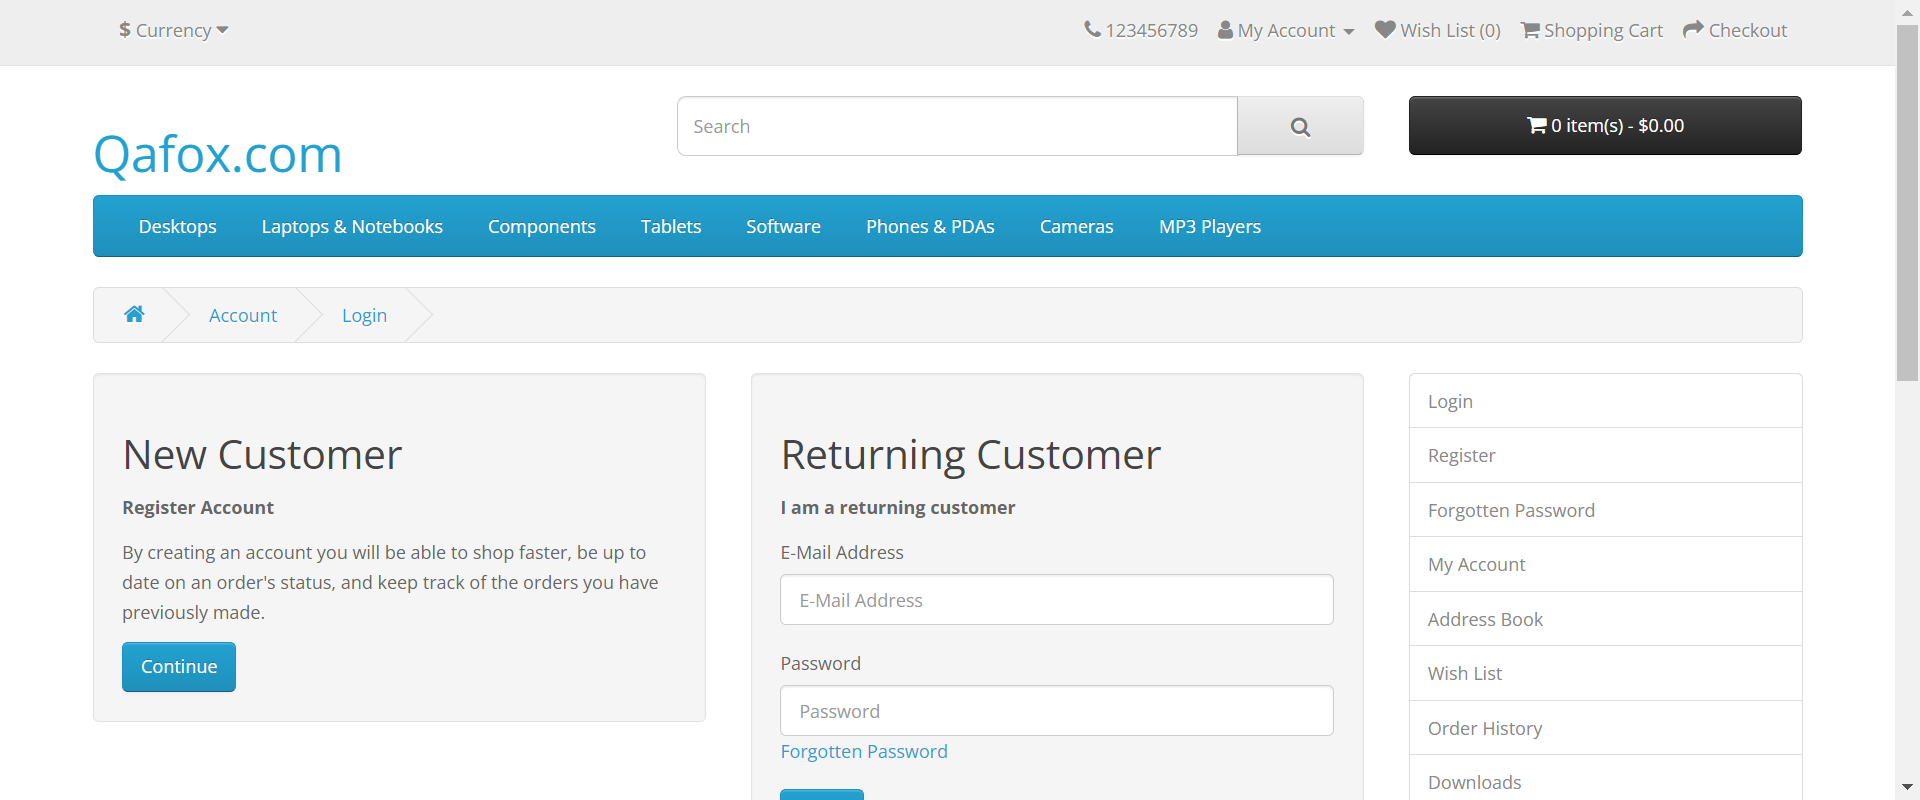 $ Currency
123456789 My Account Wish List (0) Shopping Cart Checkout
Qafox.com
Search
0 item(s) - $0.00
Desktops Laptops & Notebooks Components Tablets Software Phones & PDAs Cameras MP3 Players
Account Login
New Customer
Register Account
By creating an account you will be able to shop faster, be up to
date on an order's status, and keep track of the orders you have
previously made.
Continue
Returning Customer
I am a returning customer
E-Mail Address
E-Mail Address
Password
Password
Forgotten Password
Login
Register
Forgotten Password
My Account
Address Book
Wish List
Order History
Downloads